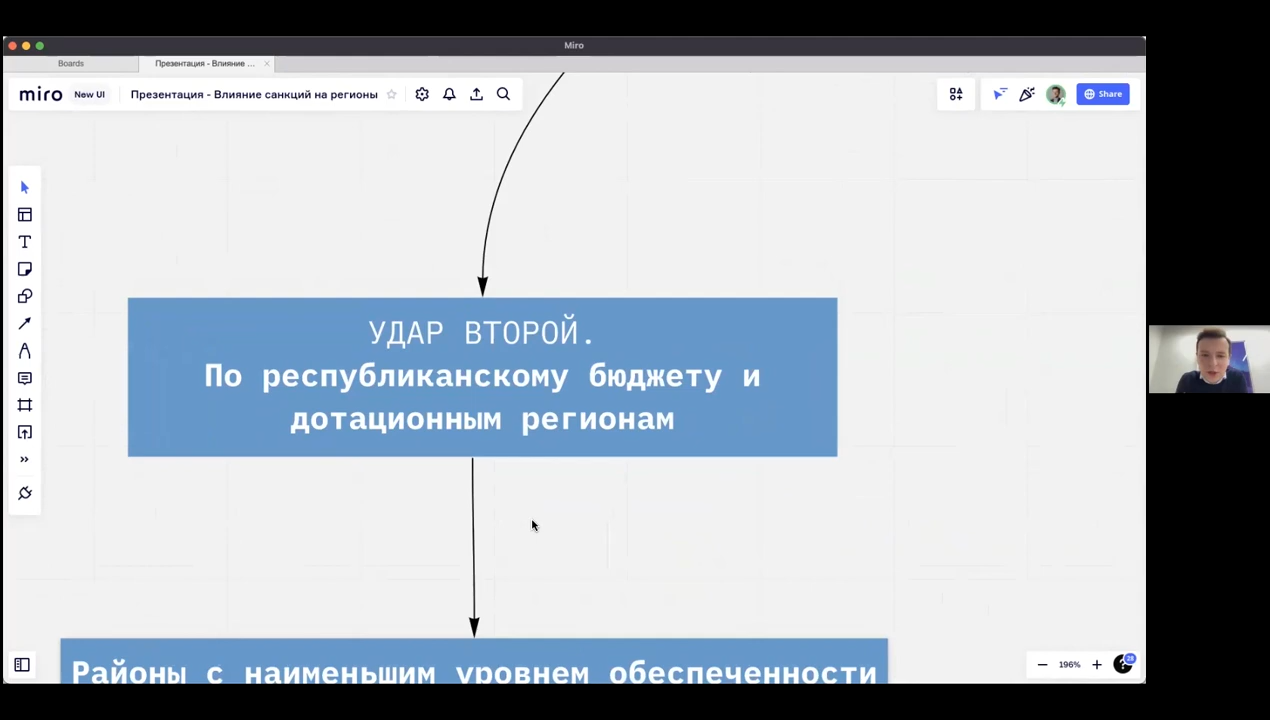 Miro
Boards
Презентация - Влияние ...
miro
New UI
Презентация - Влияние санкций на регионы
Share
УДАР ВТОРОЙ.
По республиканскому бюджету и
дотационным регионам
Районы с наименьшим уровнем обеспеченности
196%